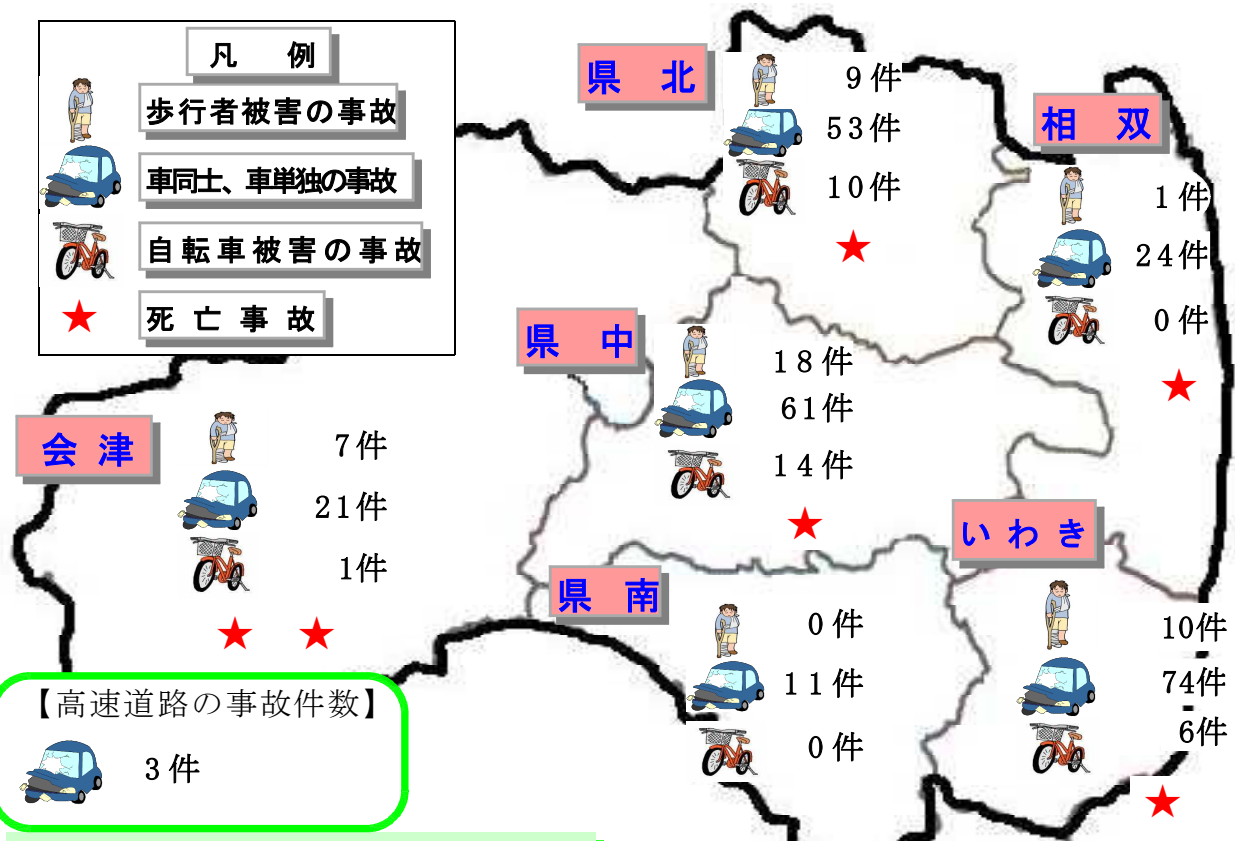 凡 例
歩行者被害の事故
車同士、車単独の事故
自転車被害の事故
死亡事故
県 北
9件
53件
10件
相 双
1件
24件
0件
県 中
18件
61件
14件
会 津
7件
21件
1件
いわき
10件
74件
6件
県 南
0件
11件
0件
【高速道路の事故件数】
3件